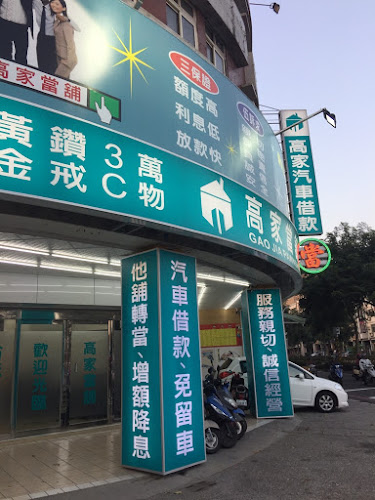 高家當舖
三保證
額度高
利息低
放款快
黃金
鑽戒
3C
萬物
高家當
GAO JIA
高家汽車借款
當
他舖轉當、增額降息
汽車借款、免留車
服務親切、誠信經營
歡迎光臨
高家當舖